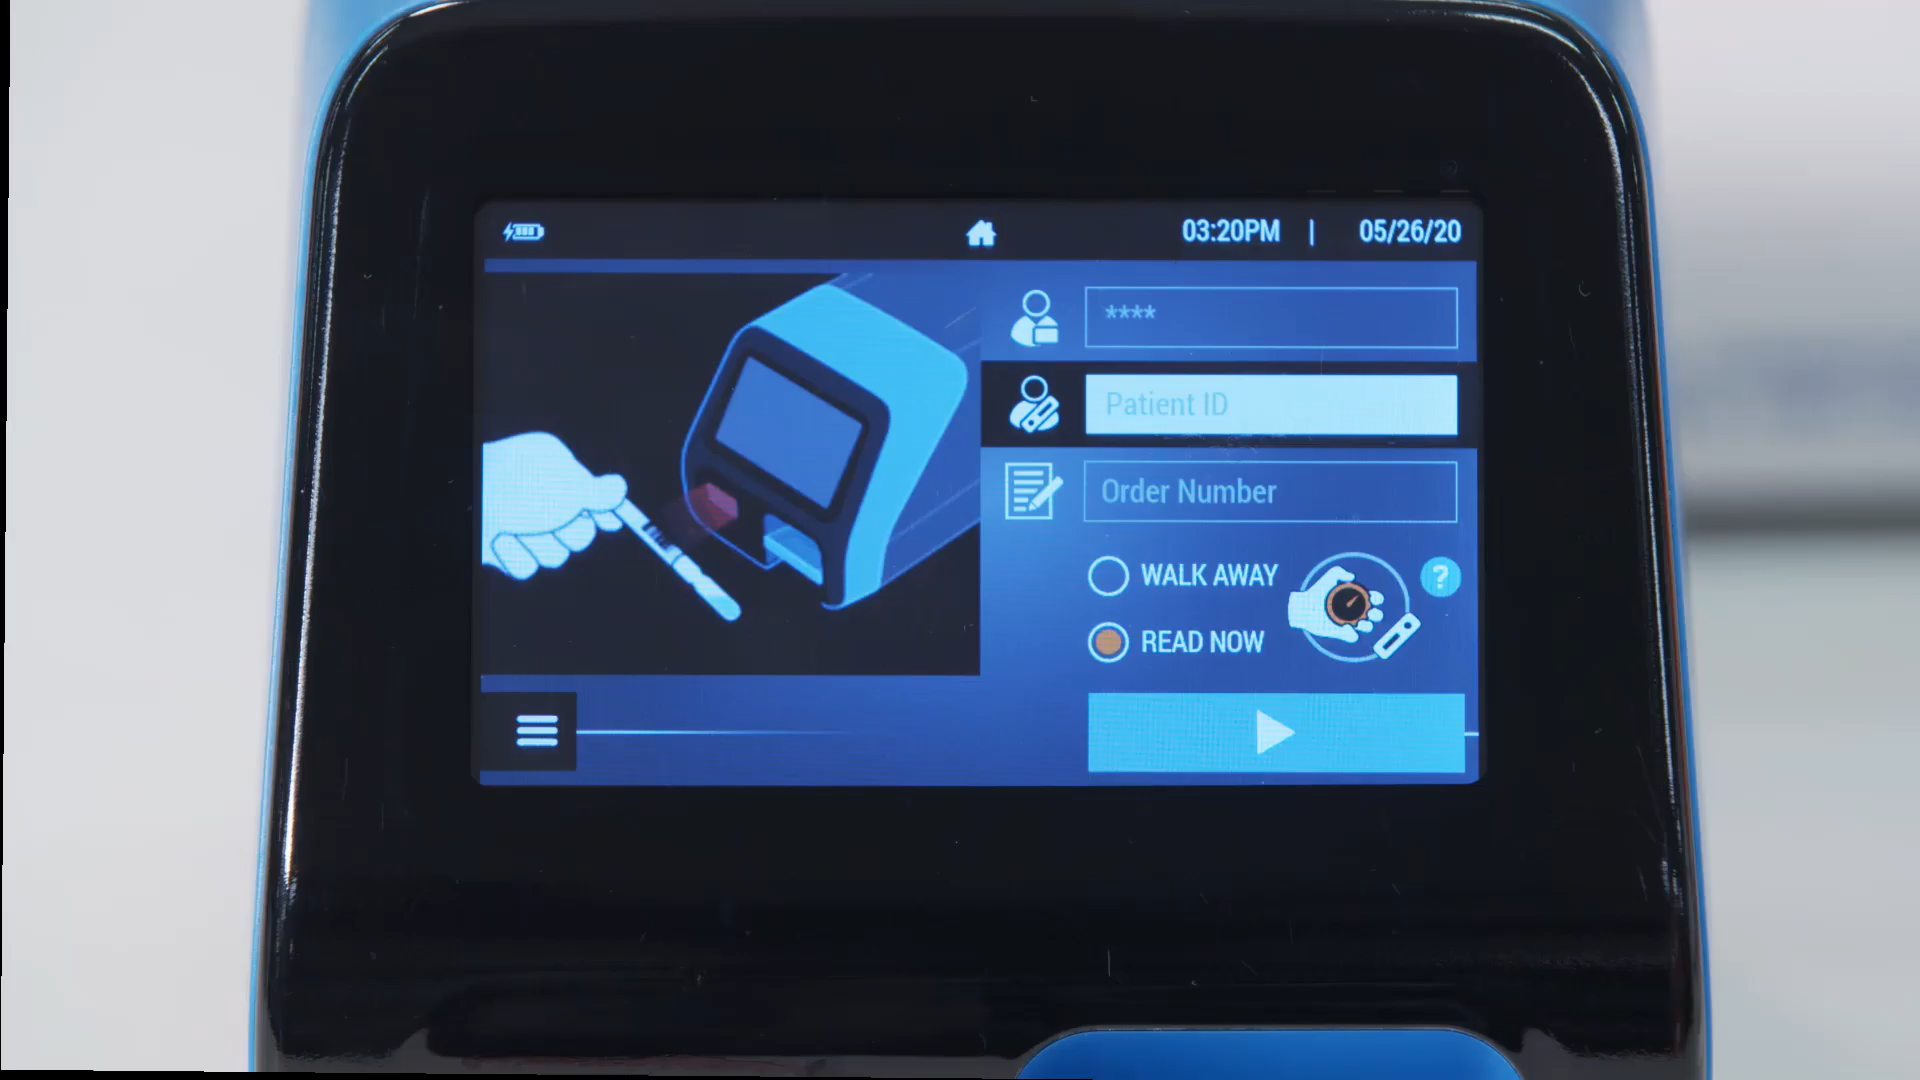 03:20PM | 05/26/20
****
Patient ID
Order Number
WALK AWAY
?
READ NOW